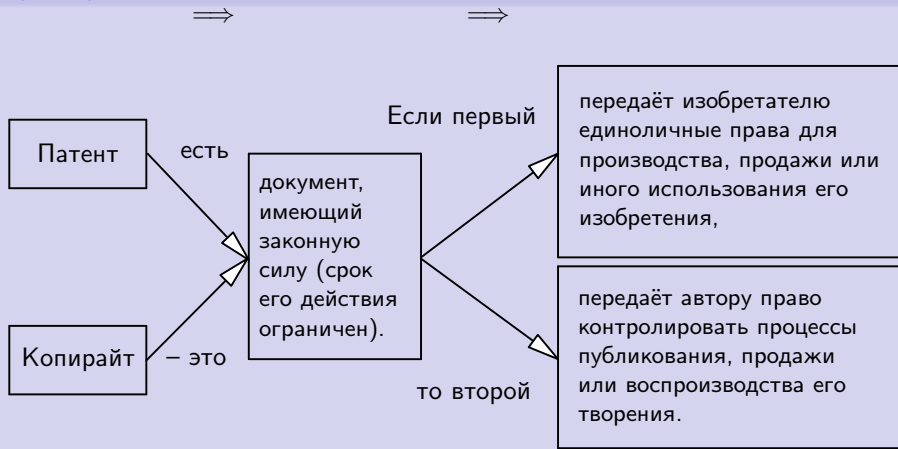 ⟹ ⟹
Патент
есть
Копирайт
– это
документ,
имеющий
законную
силу (срок
его действия
ограничен).
Если первый
передаёт изобретателю
единоличные права для
производства, продажи или
иного использования его
изобретения,
то второй
передаёт автору право
контролировать процессы
публикования, продажи
или воспроизводства его
творения.